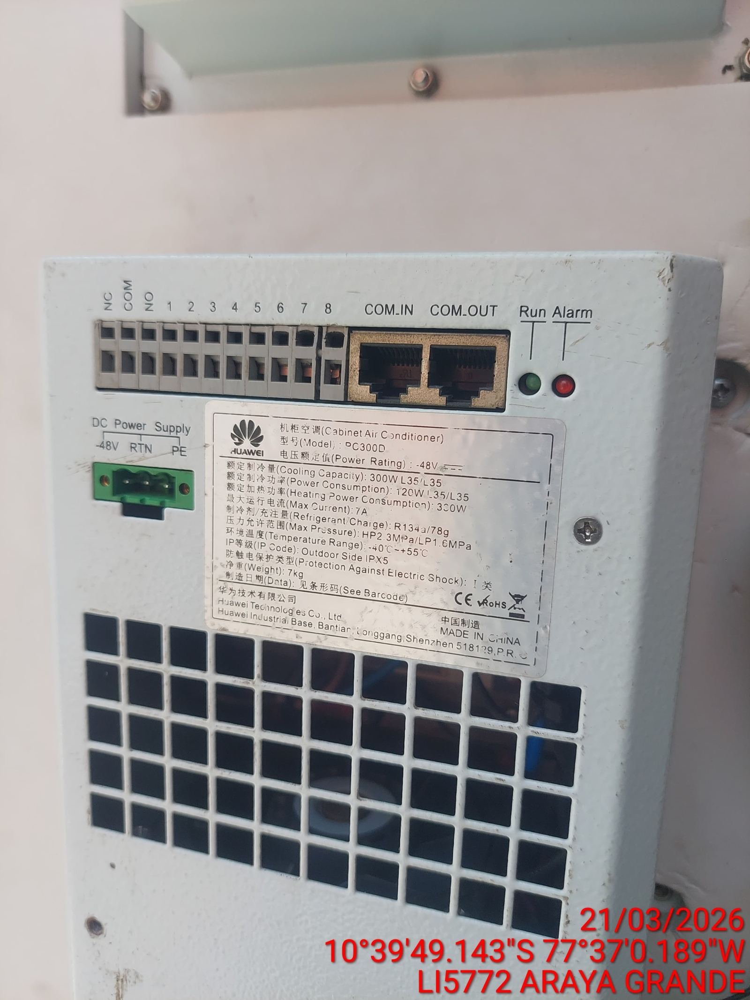 NC COM NO 1 2 3 4 5 6 7 8 COM_IN COM_OUT Run Alarm
DC Power Supply
-48V RTN PE
HUAWEI
机柜空调(Cabinet Air Conditioner)
型号(Model): PC300D
电压额定值(Power Rating): -48V
额定制冷量(Cooling Capacity): 300W L35/L35
额定制冷功率(Power Consumption): 120W L35/L35
额定加热功率(Heating Power Consumption): 300W
最大运行电流(Max Current): 7A
制冷剂/充注量(Refrigerant/Charge): R134a/78g
压力允许范围(Max Pressure): HP2.3MPa/LP1.6MPa
环境温度(Temperature Range): -40℃~+55℃
IP等级(IP Code): Outdoor Side IPX5
防触电保护类型(Protection Against Electric Shock): I 类
净重(Weight): 7kg
制造日期(Data): 见条形码(See Barcode)
CE RoHS
华为技术有限公司
Huawei Technologies Co., Ltd
Huawei Industrial Base, Bantian, Longgang, Shenzhen 518129, P.R. C
中国制造
MADE IN CHINA
21/03/2026
10°39'49.143"S 77°37'0.189"W
LI5772 ARAYA GRANDE